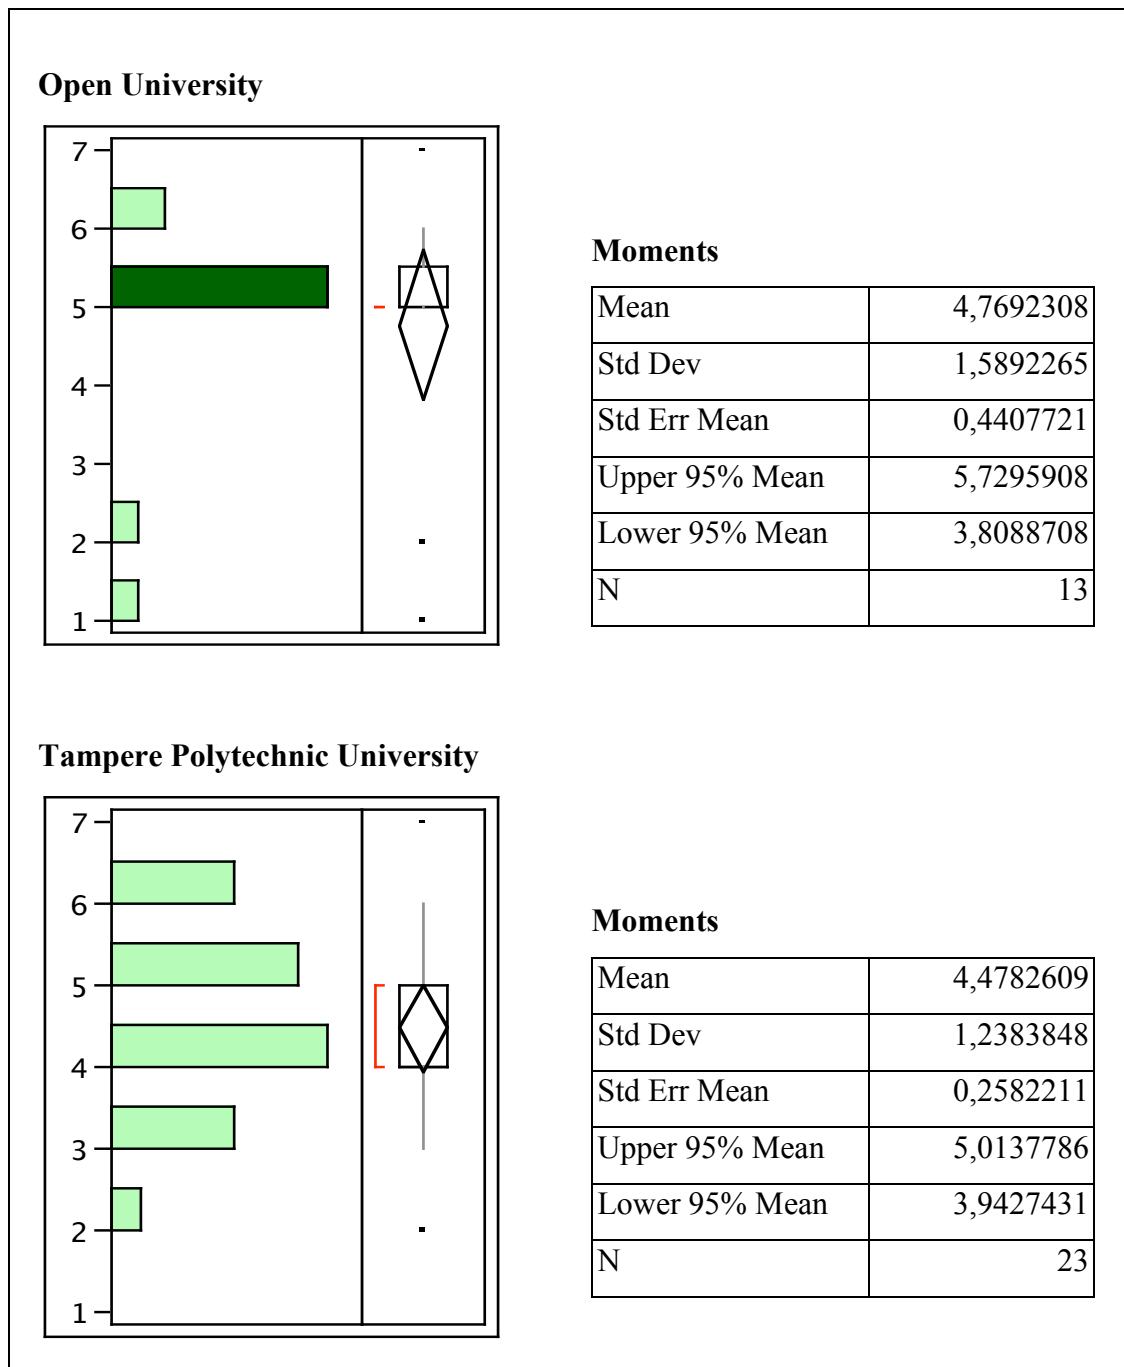 Open University
7
6
5
4
3
2
1
Moments
Mean 4,7692308
Std Dev 1,5892265
Std Err Mean 0,4407721
Upper 95% Mean 5,7295908
Lower 95% Mean 3,8088708
N 13
Tampere Polytechnic University
7
6
5
4
3
2
1
Moments
Mean 4,4782609
Std Dev 1,2383848
Std Err Mean 0,2582211
Upper 95% Mean 5,0137786
Lower 95% Mean 3,9427431
N 23